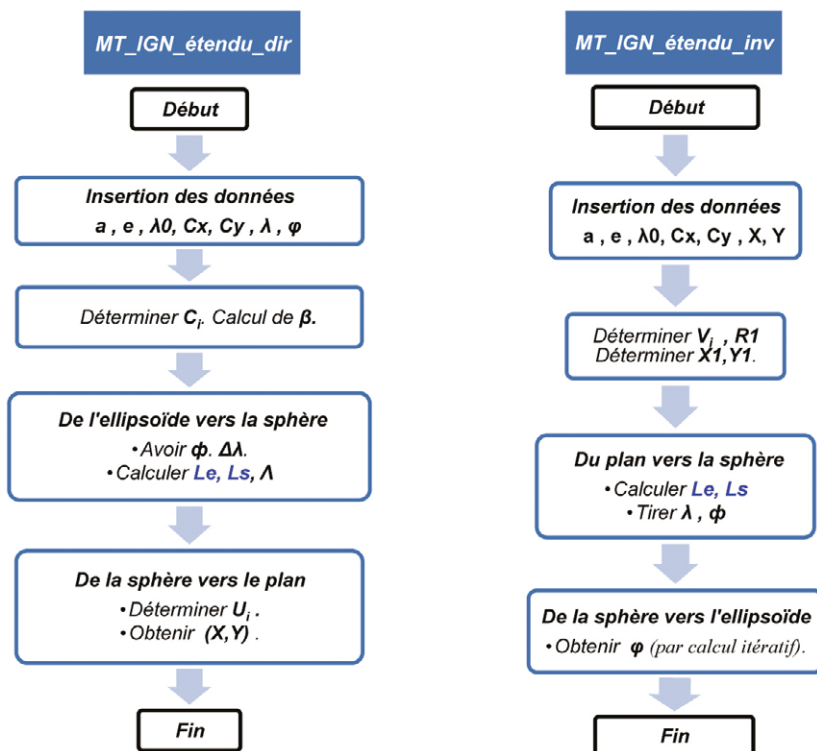 MT_IGN_étendu_dir
Début
Insertion des données
a , e , λ0, Cx, Cy , λ , φ
Déterminer Ci. Calcul de β.
De l'ellipsoïde vers la sphère
•Avoir ф. Δλ.
•Calculer Le, Ls, Λ
De la sphère vers le plan
•Déterminer Ui .
•Obtenir (X,Y) .
Fin
MT_IGN_étendu_inv
Début
Insertion des données
a , e , λ0, Cx, Cy , X, Y
Déterminer Vi , R1
Déterminer X1,Y1.
Du plan vers la sphère
•Calculer Le, Ls
•Tirer λ , ф
De la sphère vers l'ellipsoïde
•Obtenir φ (par calcul itératif).
Fin